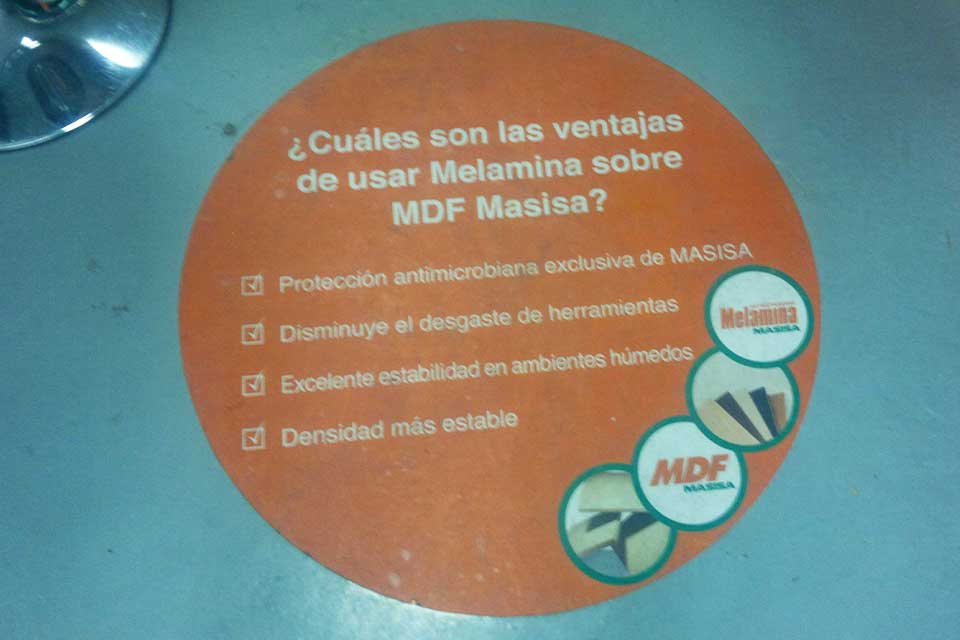 ¿Cuáles son las ventajas
de usar Melamina sobre
MDF Masisa?
Protección antimicrobiana exclusiva de MASISA
Disminuye el desgaste de herramientas
Excelente estabilidad en ambientes húmedos
Densidad más estable
Melamina
MASISA
MDF
MASISA